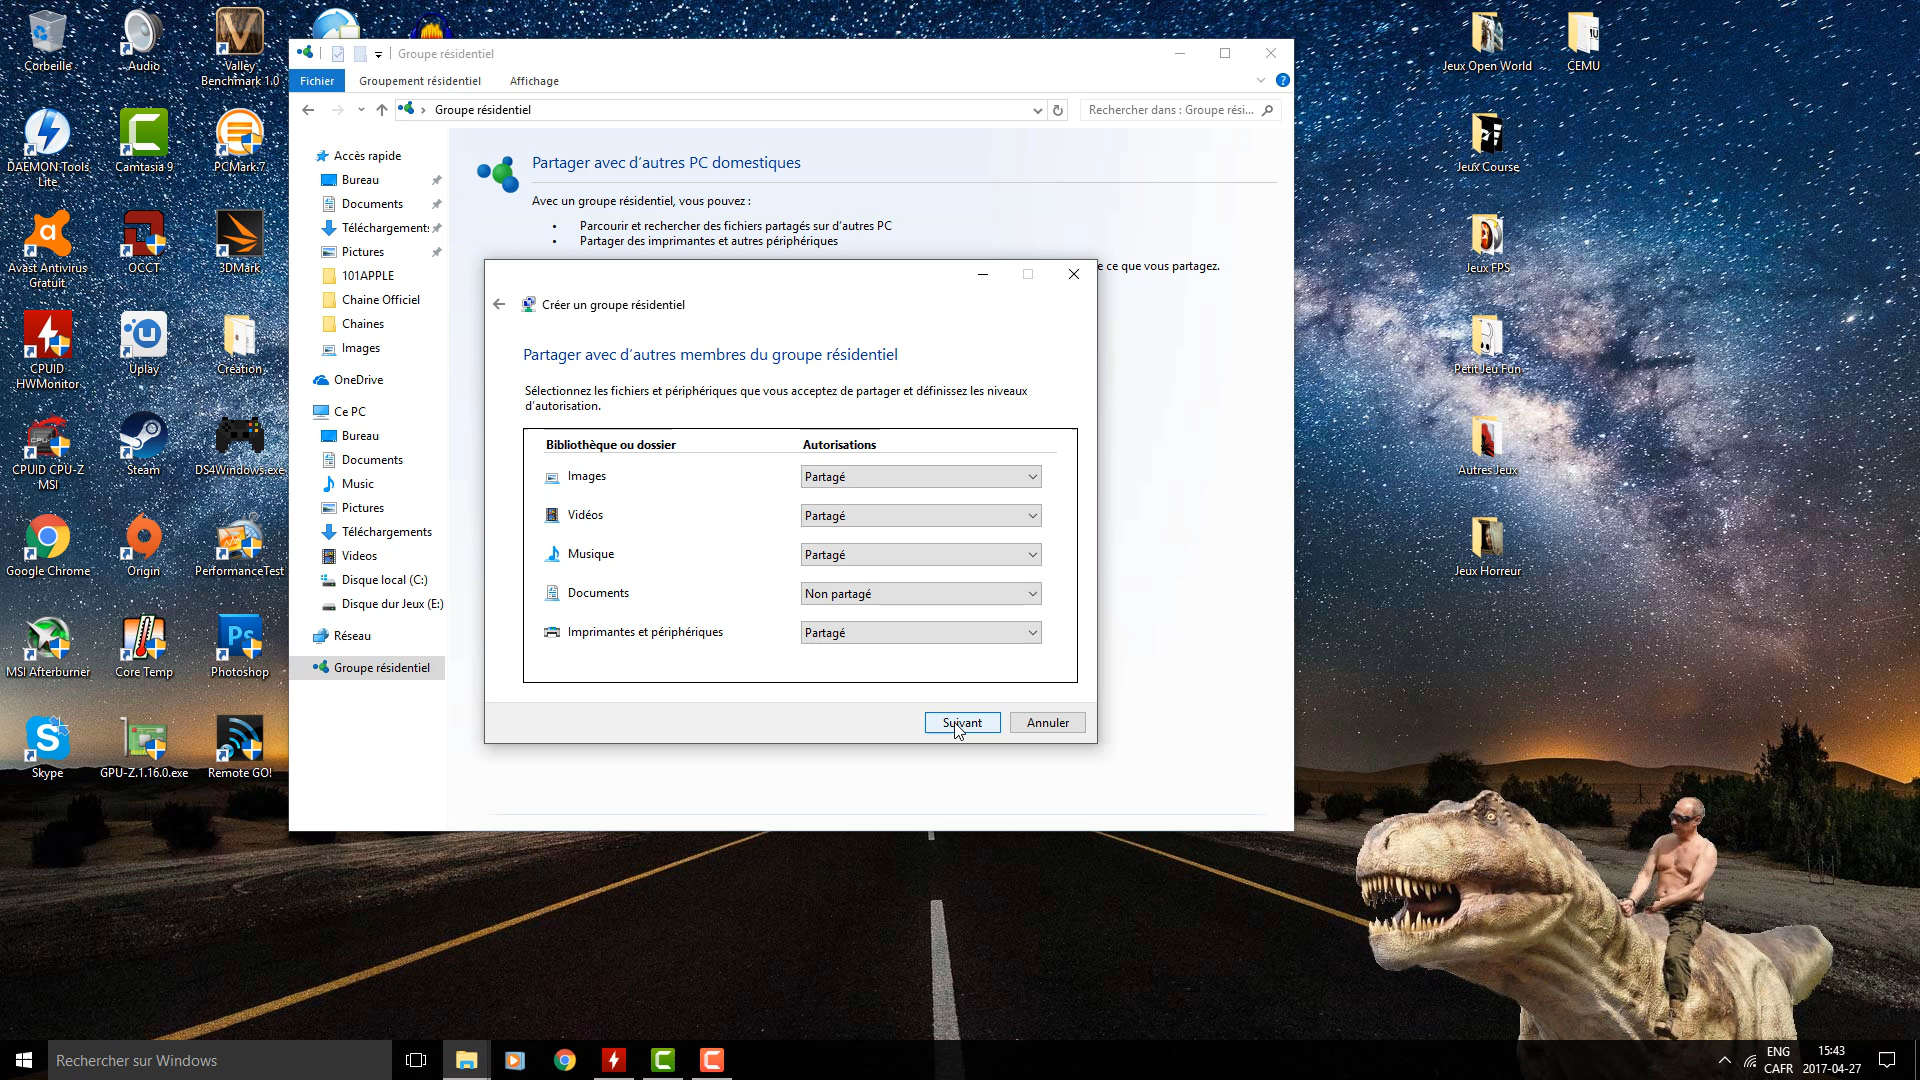 Corbeille
Audio
Valley
Benchmark 1.0
DAEMON Tools
Lite
Camtasia 9
PCMark 7
Avast Antivirus
Gratuit
OCCT
3DMark
CPUID
HWMonitor
Uplay
Création
CPUID CPU-Z
MSI
Steam
DS4Windows.exe
Google Chrome
Origin
PerformanceTest
MSI Afterburner
Core Temp
Photoshop
Skype
GPU-Z.1.16.0.exe
Remote GO!
Groupe résidentiel
Fichier
Groupement résidentiel
Affichage
Groupe résidentiel
Rechercher dans : Groupe rési...
Accès rapide
Bureau
Documents
Téléchargements
Pictures
101APPLE
Chaine Officiel
Chaines
Images
OneDrive
Ce PC
Bureau
Documents
Music
Pictures
Téléchargements
Videos
Disque local (C:)
Disque dur Jeux (E:)
Réseau
Groupe résidentiel
Partager avec d'autres PC domestiques
Avec un groupe résidentiel, vous pouvez :
• Parcourir et rechercher des fichiers partagés sur d'autres PC
• Partager des imprimantes et autres périphériques
e ce que vous partagez.
Créer un groupe résidentiel
Partager avec d'autres membres du groupe résidentiel
Sélectionnez les fichiers et périphériques que vous acceptez de partager et définissez les niveaux
d'autorisation.
Bibliothèque ou dossier Autorisations
Images Partagé
Vidéos Partagé
Musique Partagé
Documents Non partagé
Imprimantes et périphériques Partagé
Suivant
Annuler
Jeux Open World
CEMU
Jeux Course
Jeux FPS
Petit Jeu Fun
Autres Jeux
Jeux Horreur
Rechercher sur Windows
ENG
CAFR
15:43
2017-04-27